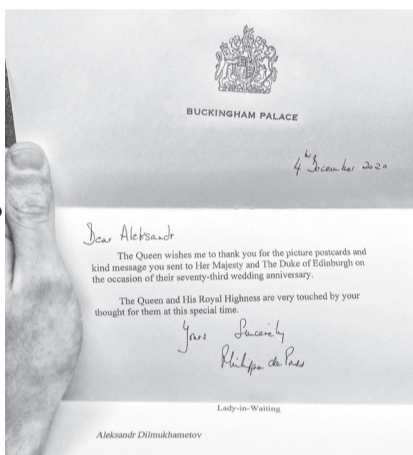 BUCKINGHAM PALACE
4th December 2020
Dear Aleksandr
The Queen wishes me to thank you for the picture postcards and
kind message you sent to Her Majesty and The Duke of Edinburgh on
the occasion of their seventy-third wedding anniversary.
The Queen and His Royal Highness are very touched by your
thought for them at this special time.
Yours Sincerely
Philippa de Pass
Lady-in-Waiting
Aleksandr Dilmukhametov